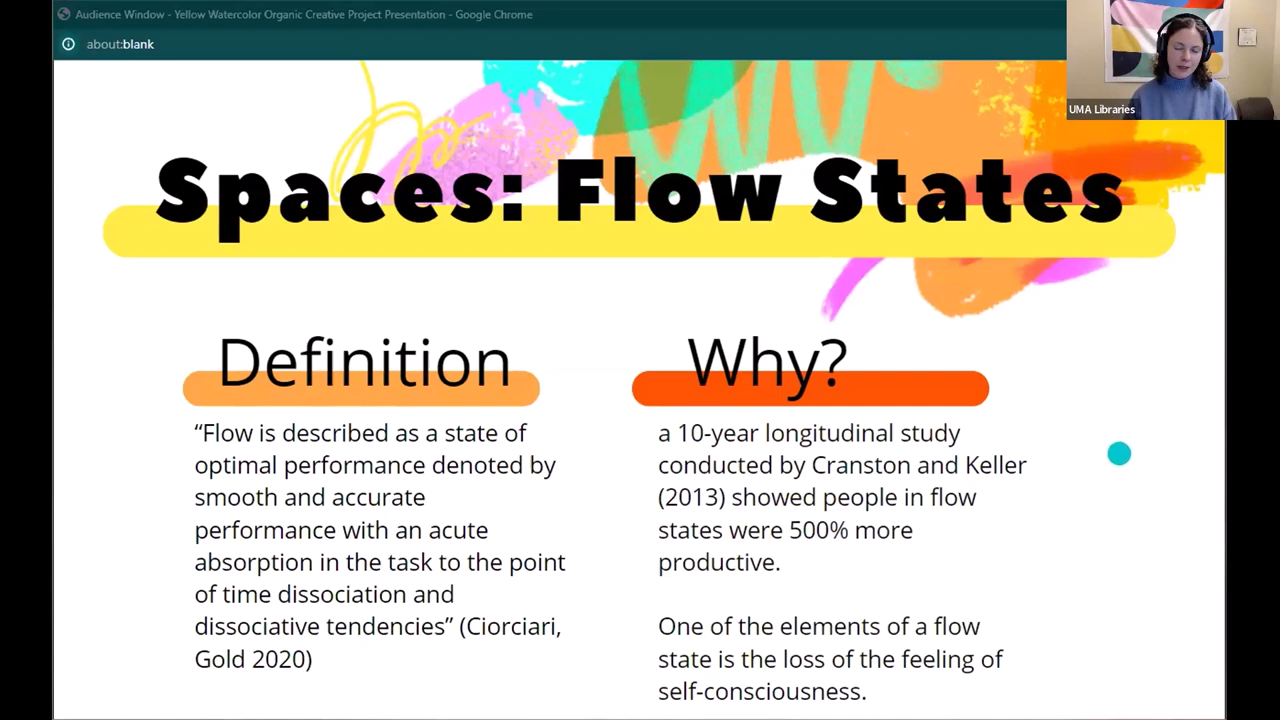 Audience Window - Yellow Watercolor Organic Creative Project Presentation - Google Chrome
about:blank
UMA Libraries
Spaces: Flow States
Definition
“Flow is described as a state of
optimal performance denoted by
smooth and accurate
performance with an acute
absorption in the task to the point
of time dissociation and
dissociative tendencies” (Ciorciari,
Gold 2020)
Why?
a 10-year longitudinal study
conducted by Cranston and Keller
(2013) showed people in flow
states were 500% more
productive.
One of the elements of a flow
state is the loss of the feeling of
self-consciousness.